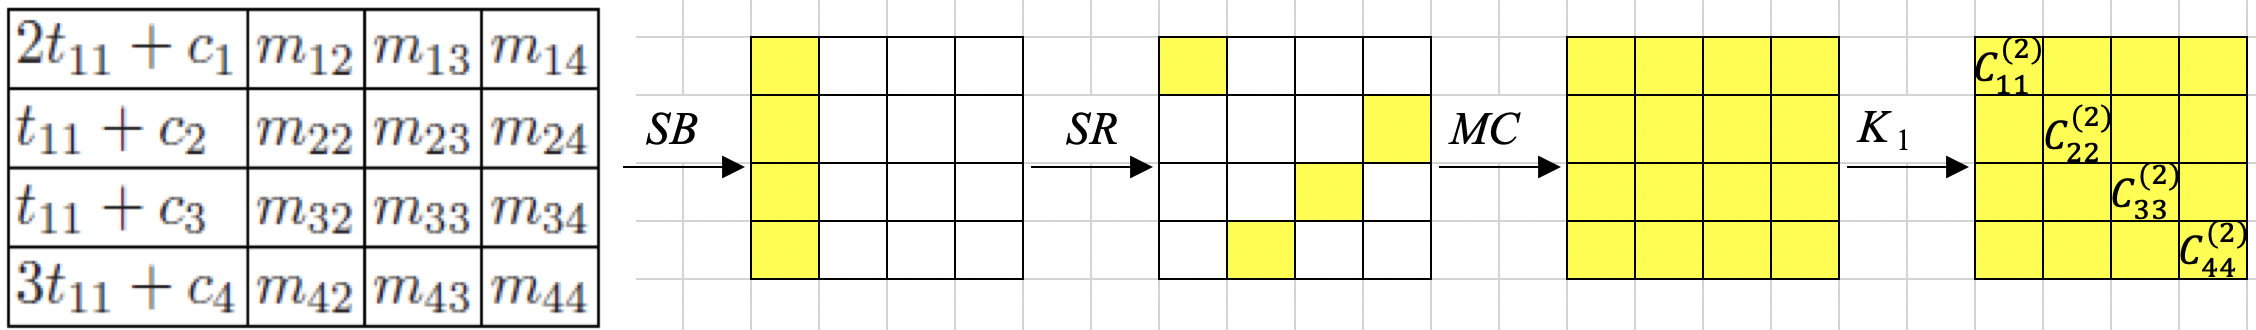 2t₁₁ + c₁ m₁₂ m₁₃ m₁₄
t₁₁ + c₂ m₂₂ m₂₃ m₂₄
t₁₁ + c₃ m₃₂ m₃₃ m₃₄
3t₁₁ + c₄ m₄₂ m₄₃ m₄₄
SB
SR
MC
K₁
C₁₁⁽²⁾
C₂₂⁽²⁾
C₃₃⁽²⁾
C₄₄⁽²⁾